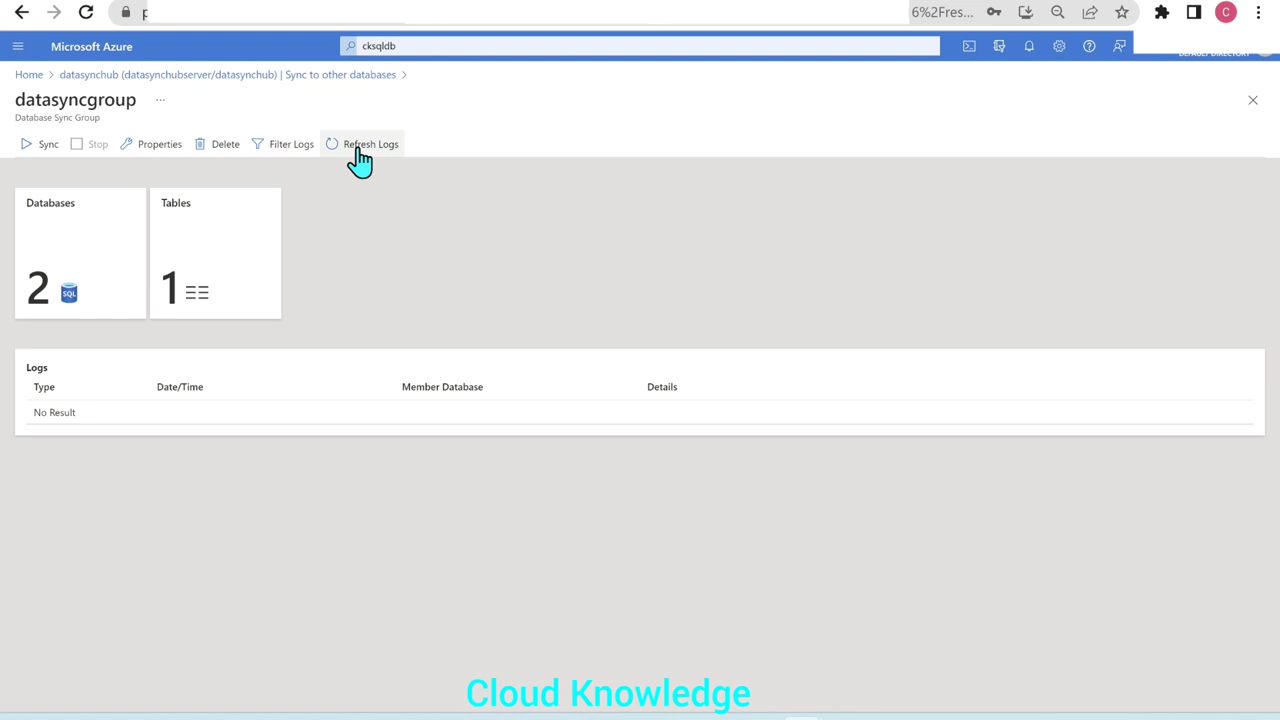 6%2Fres...
C
Microsoft Azure
cksqldb
Home > datasynchub (datasynchubserver/datasynchub) | Sync to other databases >
datasyncgroup ...
Database Sync Group
Sync Stop Properties Delete Filter Logs Refresh Logs
Databases Tables
2 SQL 1
Logs
Type Date/Time Member Database Details
No Result
Cloud Knowledge